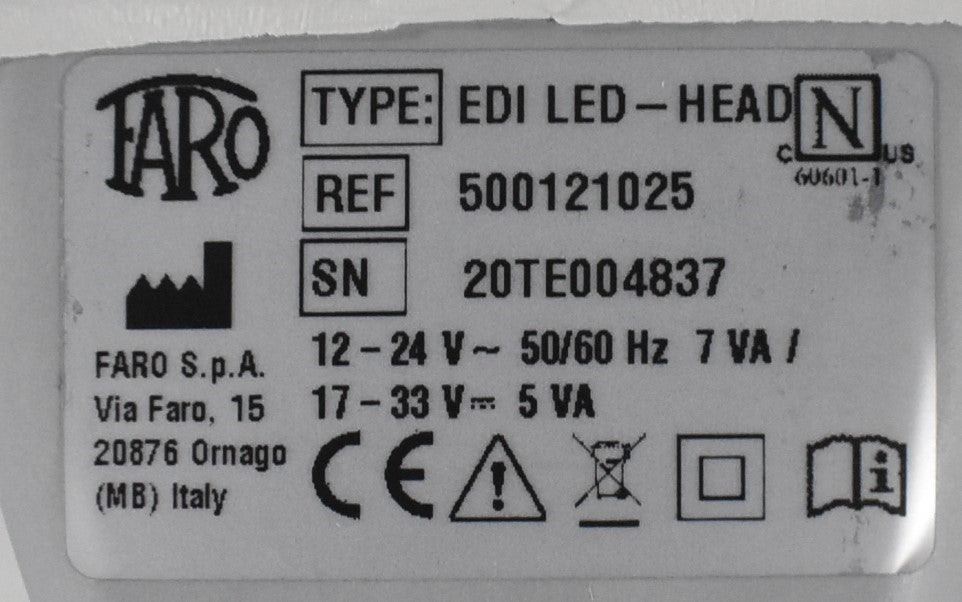 FARO
TYPE: EDI LED – HEAD
N
C US
60601-1
REF 500121025
SN 20TE004837
12 – 24 V ~ 50/60 Hz 7 VA /
17 – 33 V⎓ 5 VA
FARO S.p.A.
Via Faro, 15
20876 Ornago
(MB) Italy
CE
i